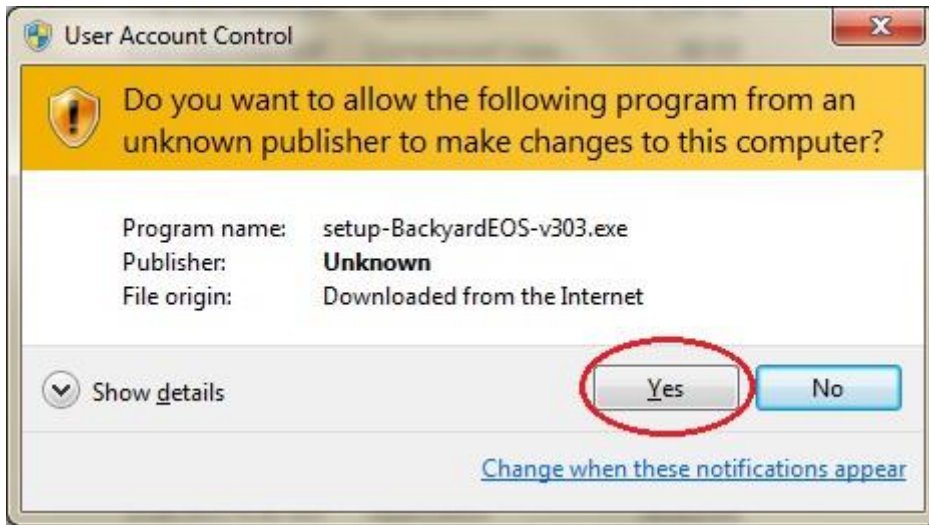 User Account Control
Do you want to allow the following program from an
unknown publisher to make changes to this computer?
Program name: setup-BackyardEOS-v303.exe
Publisher: Unknown
File origin: Downloaded from the Internet
Show details
Yes
No
Change when these notifications appear